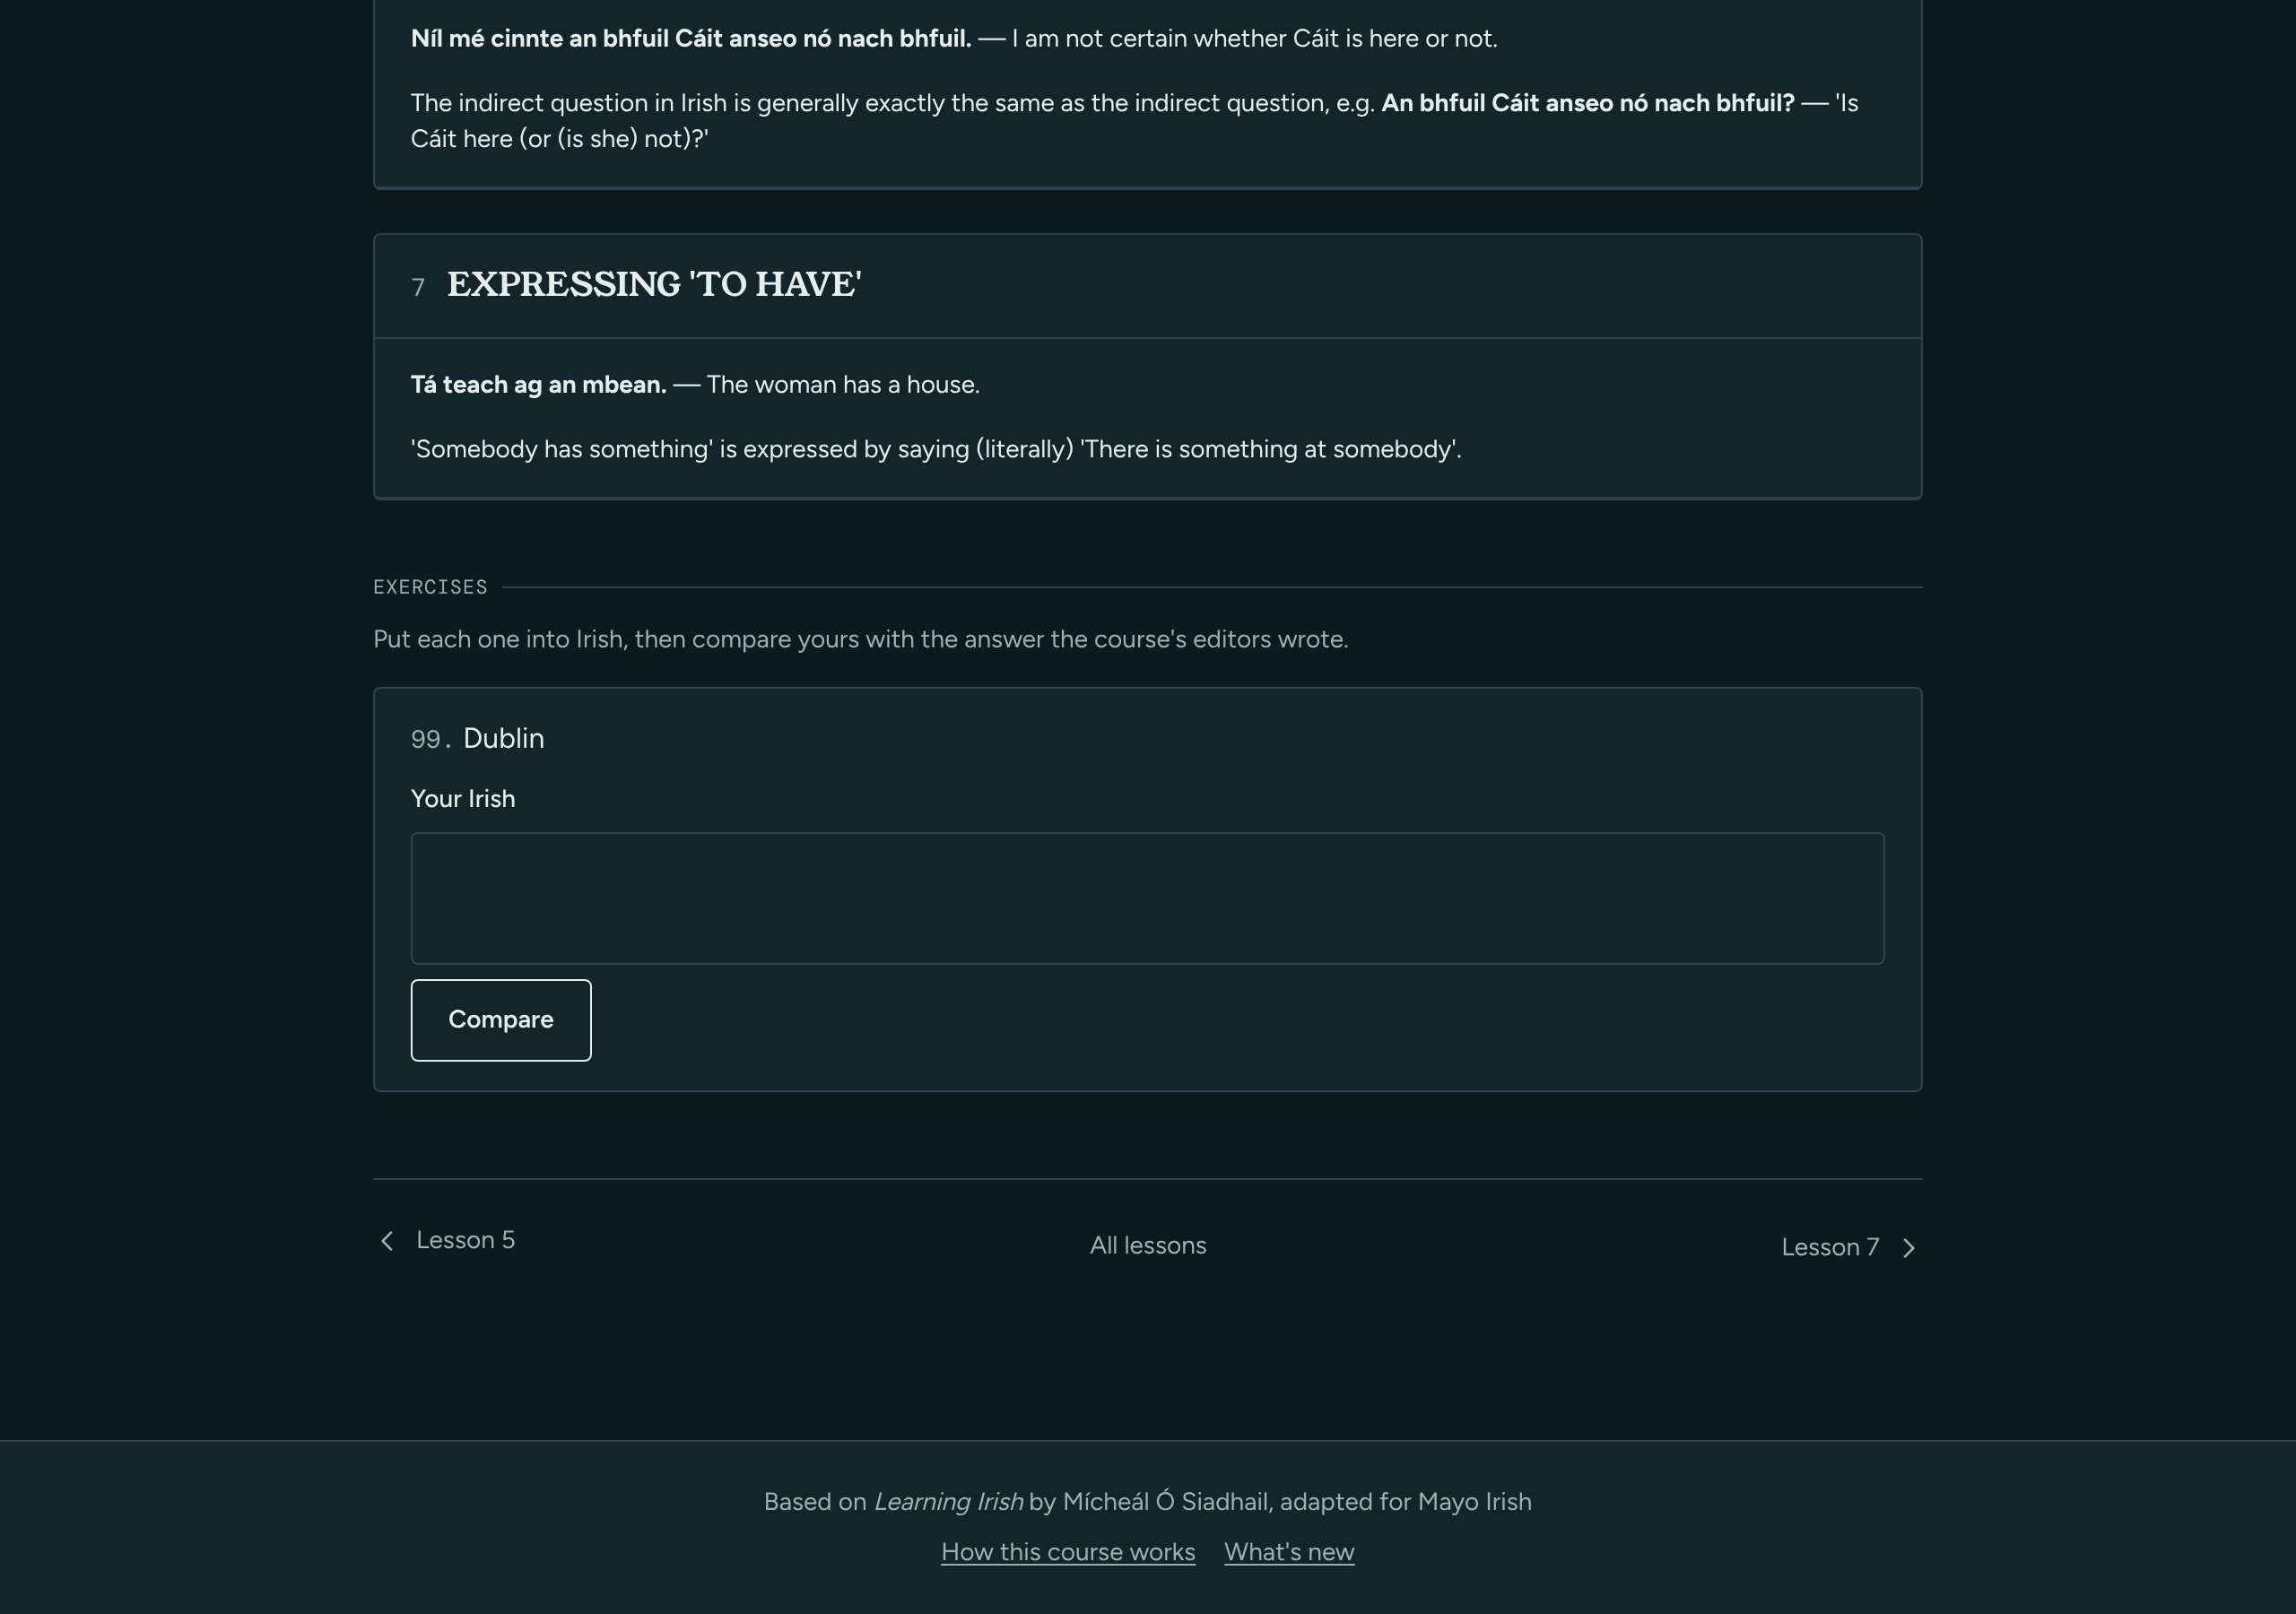 Níl mé cinnte an bhfuil Cáit anseo nó nach bhfuil. — I am not certain whether Cáit is here or not.
The indirect question in Irish is generally exactly the same as the indirect question, e.g. An bhfuil Cáit anseo nó nach bhfuil? — 'Is
Cáit here (or (is she) not)?'
7 EXPRESSING 'TO HAVE'
Tá teach ag an mbean. — The woman has a house.
'Somebody has something' is expressed by saying (literally) 'There is something at somebody'.
EXERCISES
Put each one into Irish, then compare yours with the answer the course's editors wrote.
99. Dublin
Your Irish
Compare
Lesson 5
All lessons
Lesson 7
Based on Learning Irish by Mícheál Ó Siadhail, adapted for Mayo Irish
How this course works What's new